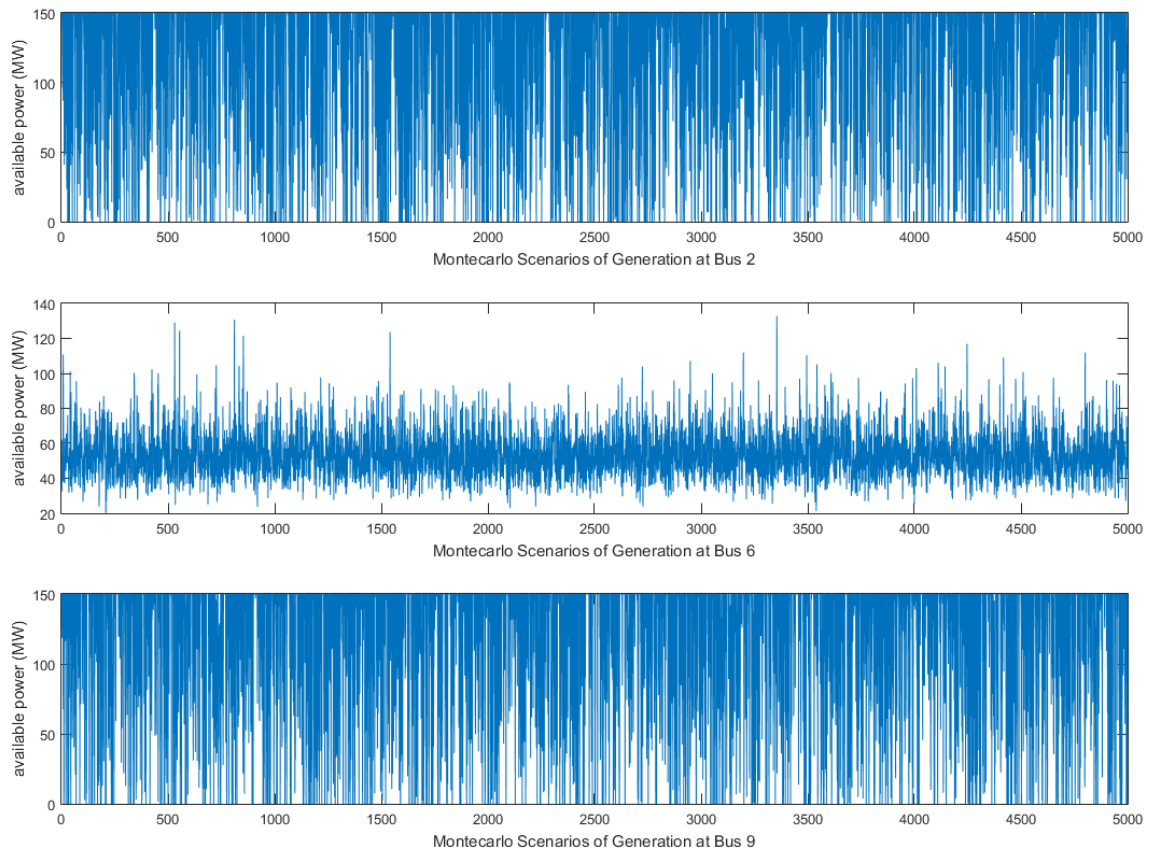 150
100
50
0
available power (MW)
0 500 1000 1500 2000 2500 3000 3500 4000 4500 5000
Montecarlo Scenarios of Generation at Bus 2
140
120
100
80
60
40
20
available power (MW)
0 500 1000 1500 2000 2500 3000 3500 4000 4500 5000
Montecarlo Scenarios of Generation at Bus 6
150
100
50
0
available power (MW)
0 500 1000 1500 2000 2500 3000 3500 4000 4500 5000
Montecarlo Scenarios of Generation at Bus 9